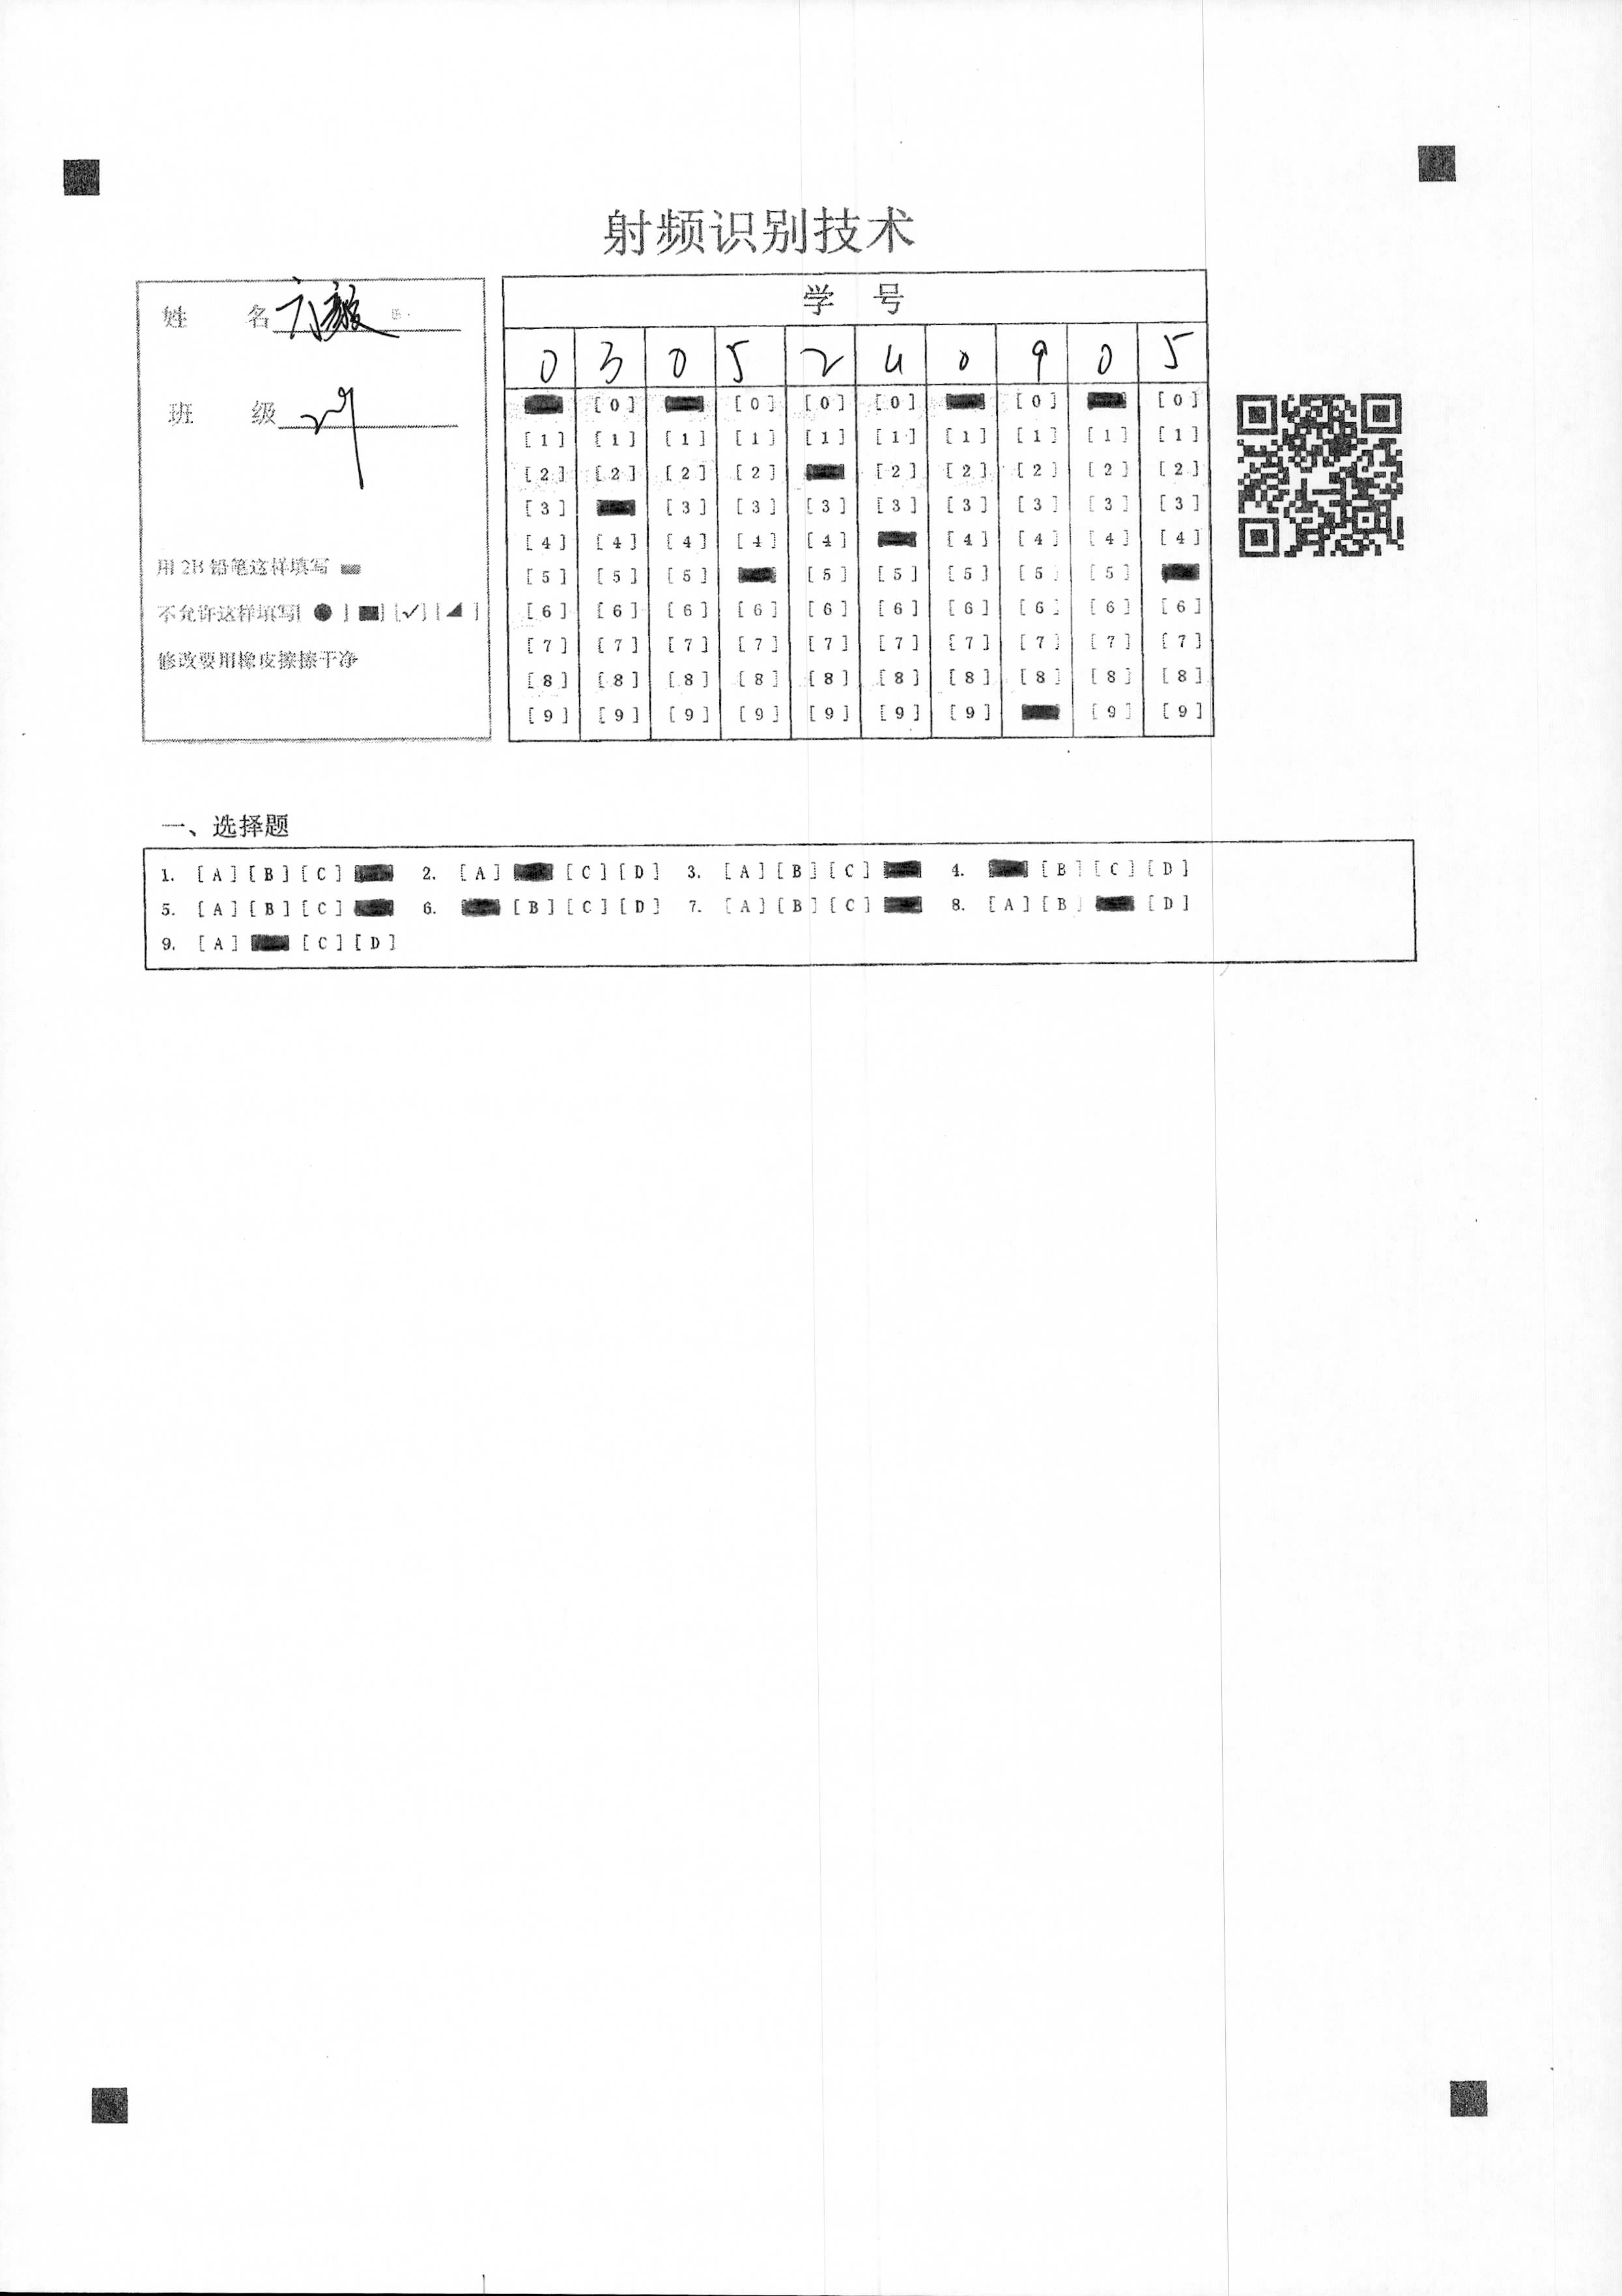 射频识别技术
姓 名
班 级
用2B铅笔这样填写
不允许这样填写[ ● ] [■] [✓] [◢ ]
修改要用橡皮擦擦干净
学 号
0 3 0 5 2 4 0 9 0 5
[0] [0] [0] [0] [0] [0]
[1] [1] [1] [1] [1] [1] [1] [1] [1] [1]
[2] [2] [2] [2] [2] [2] [2] [2] [2]
[3] [3] [3] [3] [3] [3] [3] [3] [3]
[4] [4] [4] [4] [4] [4] [4] [4] [4]
[5] [5] [5] [5] [5] [5] [5] [5]
[6] [6] [6] [6] [6] [6] [6] [6] [6] [6]
[7] [7] [7] [7] [7] [7] [7] [7] [7] [7]
[8] [8] [8] [8] [8] [8] [8] [8] [8] [8]
[9] [9] [9] [9] [9] [9] [9] [9] [9]
一、选择题
1. [A] [B] [C] 2. [A] [C] [D] 3. [A] [B] [C] 4. [B] [C] [D]
5. [A] [B] [C] 6. [B] [C] [D] 7. [A] [B] [C] 8. [A] [B] [D]
9. [A] [C] [D]